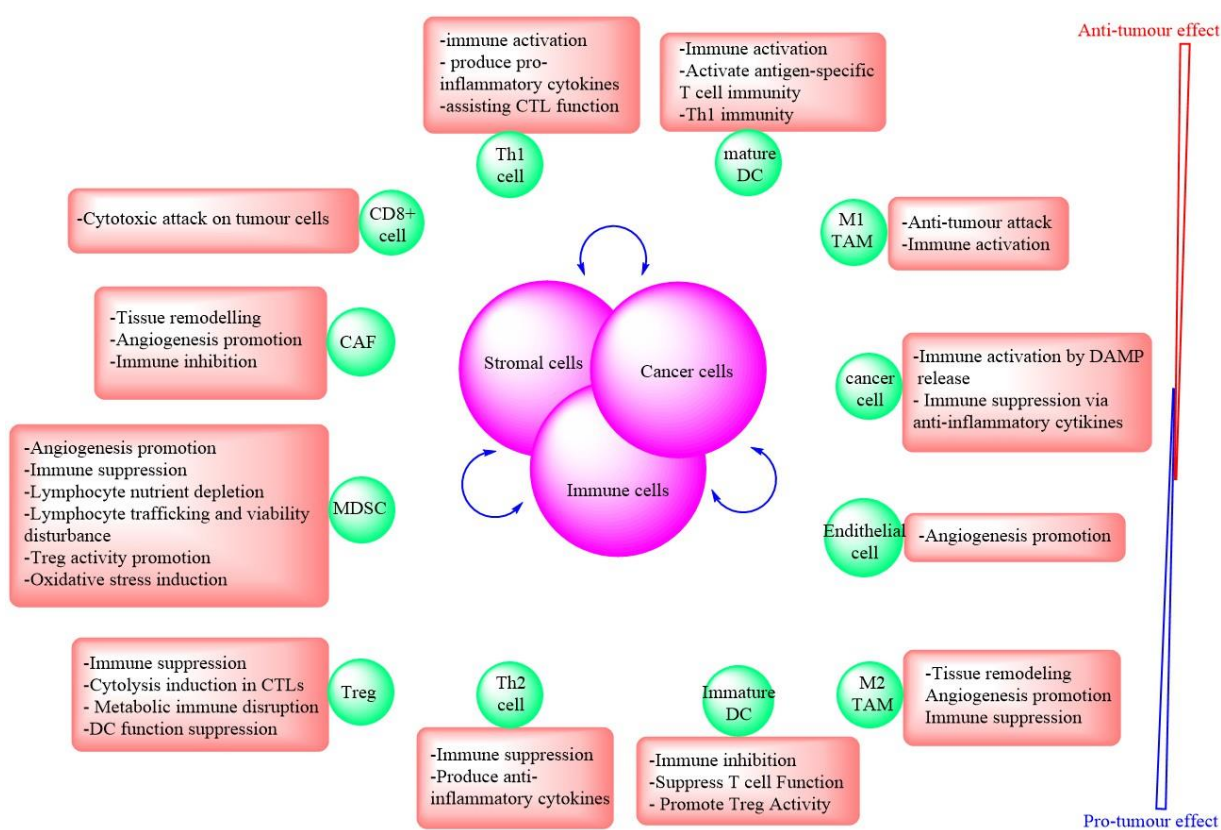 Anti-tumour effect
-immune activation
- produce pro-
inflammatory cytokines
-assisting CTL function
Th1
cell
-Immune activation
-Activate antigen-specific
T cell immunity
-Th1 immunity
mature
DC
-Cytotoxic attack on tumour cells
CD8+
cell
M1
TAM
-Anti-tumour attack
-Immune activation
-Tissue remodelling
-Angiogenesis promotion
-Immune inhibition
CAF
Stromal cells
Cancer cells
Immune cells
cancer
cell
-Immune activation by DAMP
release
- Immune suppression via
anti-inflammatory cytikines
-Angiogenesis promotion
-Immune suppression
-Lymphocyte nutrient depletion
-Lymphocyte trafficking and viability
disturbance
-Treg activity promotion
-Oxidative stress induction
MDSC
Endithelial
cell
-Angiogenesis promotion
-Immune suppression
-Cytolysis induction in CTLs
- Metabolic immune disruption
-DC function suppression
Treg
Th2
cell
-Immune suppression
-Produce anti-
inflammatory cytokines
Immature
DC
-Immune inhibition
-Suppress T cell Function
- Promote Treg Activity
M2
TAM
-Tissue remodeling
Angiogenesis promotion
Immune suppression
Pro-tumour effect